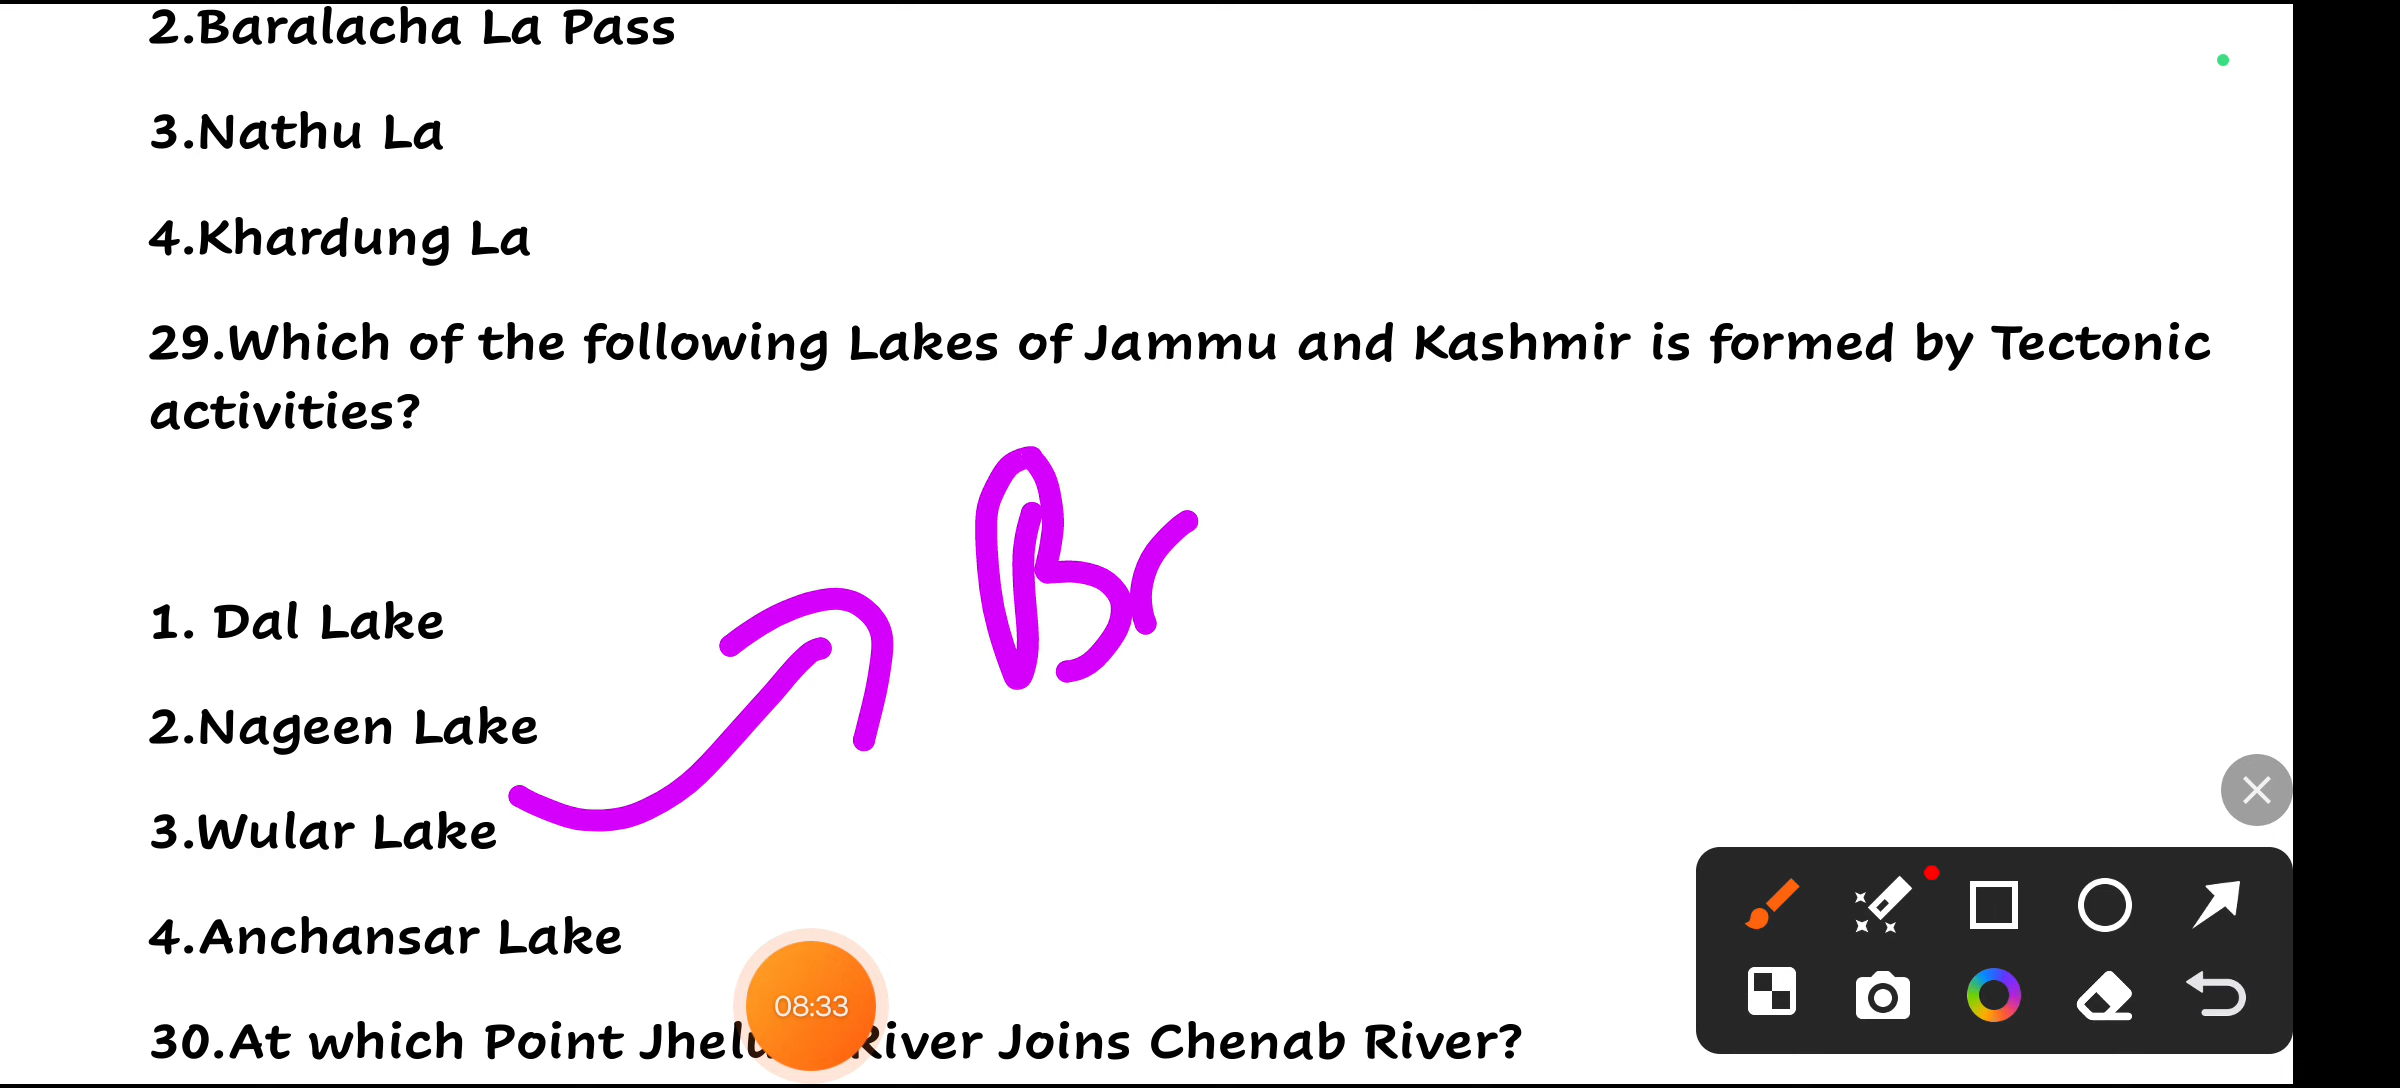 2.Baralacha La Pass
3.Nathu La
4.Khardung La
29.Which of the following Lakes of Jammu and Kashmir is formed by Tectonic
activities?
Br
1. Dal Lake
2.Nageen Lake
3.Wular Lake
4.Anchansar Lake
08:33
30.At which Point River Joins Chenab River?